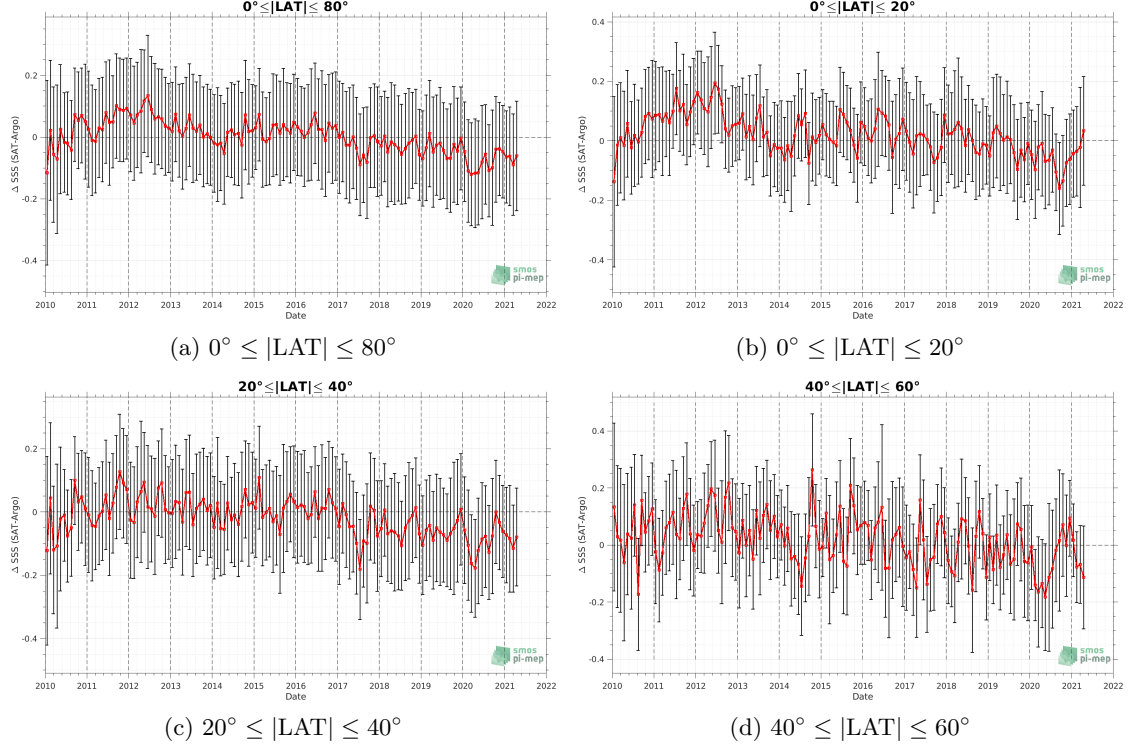 0°≤|LAT|≤ 80°
Δ SSS (SAT-Argo)
0.2
0
-0.2
-0.4
2010 2011 2012 2013 2014 2015 2016 2017 2018 2019 2020 2021 2022
Date
smos
pi-mep
(a) 0° ≤ |LAT| ≤ 80°
0°≤|LAT|≤ 20°
Δ SSS (SAT-Argo)
0.4
0.2
0
-0.2
-0.4
2010 2011 2012 2013 2014 2015 2016 2017 2018 2019 2020 2021 2022
Date
smos
pi-mep
(b) 0° ≤ |LAT| ≤ 20°
20°≤|LAT|≤ 40°
Δ SSS (SAT-Argo)
0.2
0
-0.2
-0.4
2010 2011 2012 2013 2014 2015 2016 2017 2018 2019 2020 2021 2022
Date
smos
pi-mep
(c) 20° ≤ |LAT| ≤ 40°
40°≤|LAT|≤ 60°
Δ SSS (SAT-Argo)
0.4
0.2
0
-0.2
-0.4
2010 2011 2012 2013 2014 2015 2016 2017 2018 2019 2020 2021 2022
Date
smos
pi-mep
(d) 40° ≤ |LAT| ≤ 60°